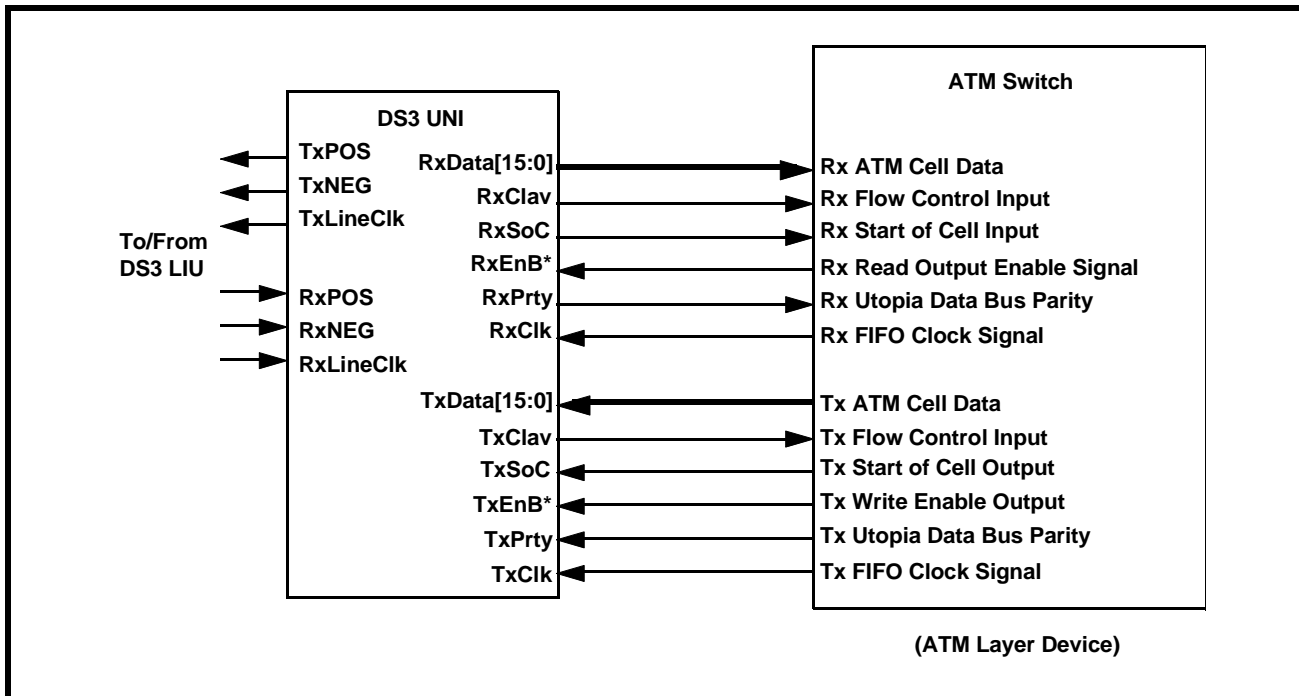 ATM Switch
DS3 UNI
TxPOS
TxNEG
TxLineClk
To/From
DS3 LIU
RxPOS
RxNEG
RxLineClk
RxData[15:0]
RxClav
RxSoC
RxEnB*
RxPrty
RxClk
TxData[15:0]
TxClav
TxSoC
TxEnB*
TxPrty
TxClk
Rx ATM Cell Data
Rx Flow Control Input
Rx Start of Cell Input
Rx Read Output Enable Signal
Rx Utopia Data Bus Parity
Rx FIFO Clock Signal
Tx ATM Cell Data
Tx Flow Control Input
Tx Start of Cell Output
Tx Write Enable Output
Tx Utopia Data Bus Parity
Tx FIFO Clock Signal
(ATM Layer Device)